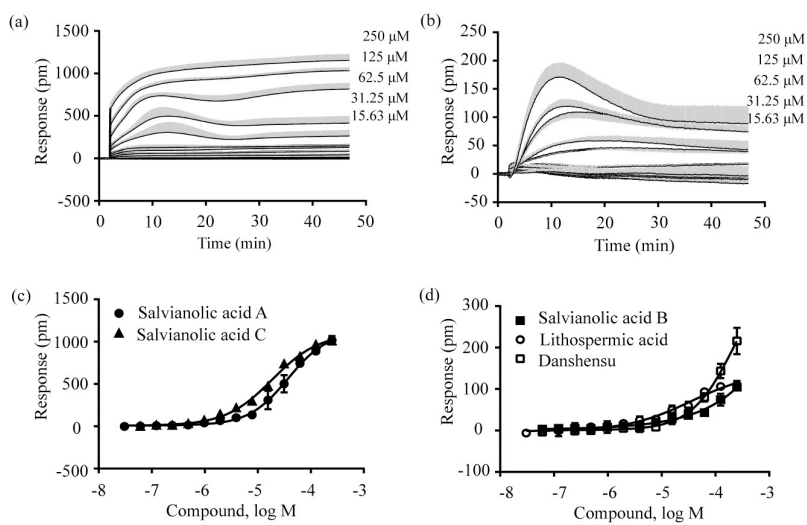 (a)
1500
1000
500
0
-500
Response (pm)
0 10 20 30 40 50
Time (min)
250 μM
125 μM
62.5 μM
31.25 μM
15.63 μM
(b)
250
200
150
100
50
0
-50
Response (pm)
0 10 20 30 40 50
Time (min)
250 μM
125 μM
62.5 μM
31.25 μM
15.63 μM
(c)
1500
1000
500
0
-500
Response (pm)
Salvianolic acid A
Salvianolic acid C
-8 -7 -6 -5 -4 -3
Compound, log M
(d)
300
200
100
0
-100
Response (pm)
Salvianolic acid B
Lithospermic acid
Danshensu
-8 -7 -6 -5 -4 -3
Compound, log M